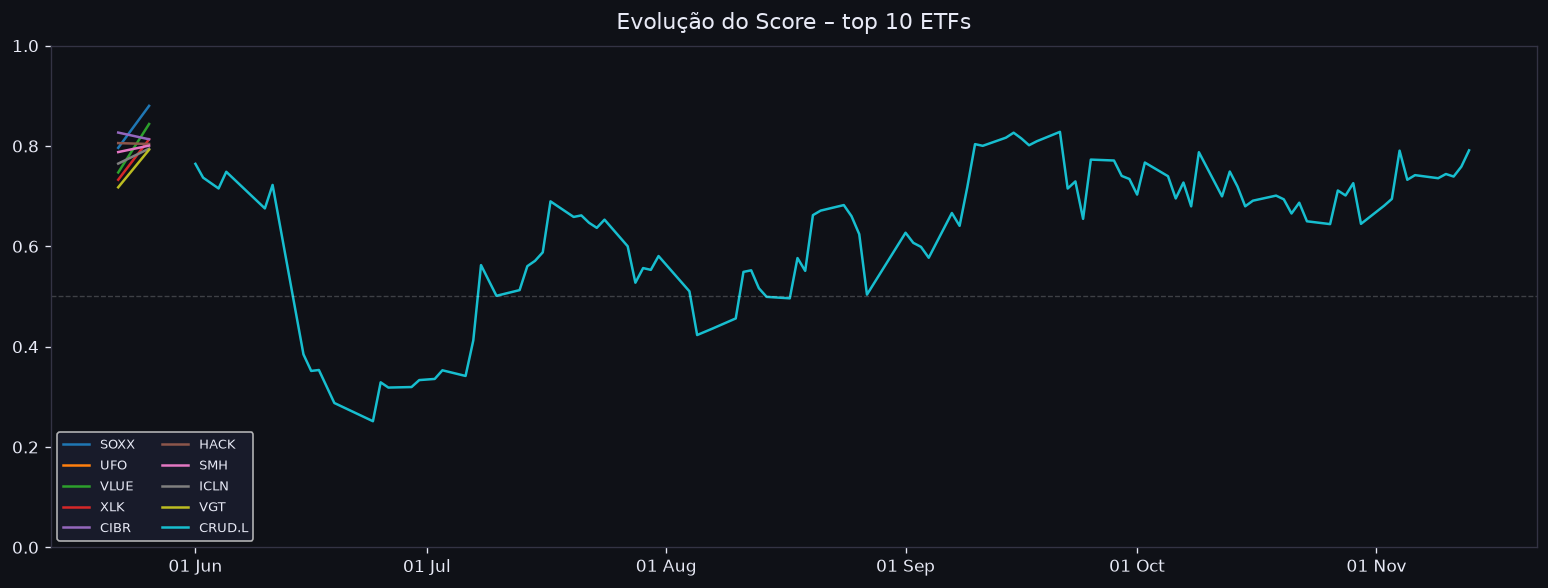 Evolução do Score – top 10 ETFs
1.0
0.8
0.6
0.4
0.2
0.0
SOXX
UFO
VLUE
XLK
CIBR
HACK
SMH
ICLN
VGT
CRUD.L
01 Jun
01 Jul
01 Aug
01 Sep
01 Oct
01 Nov